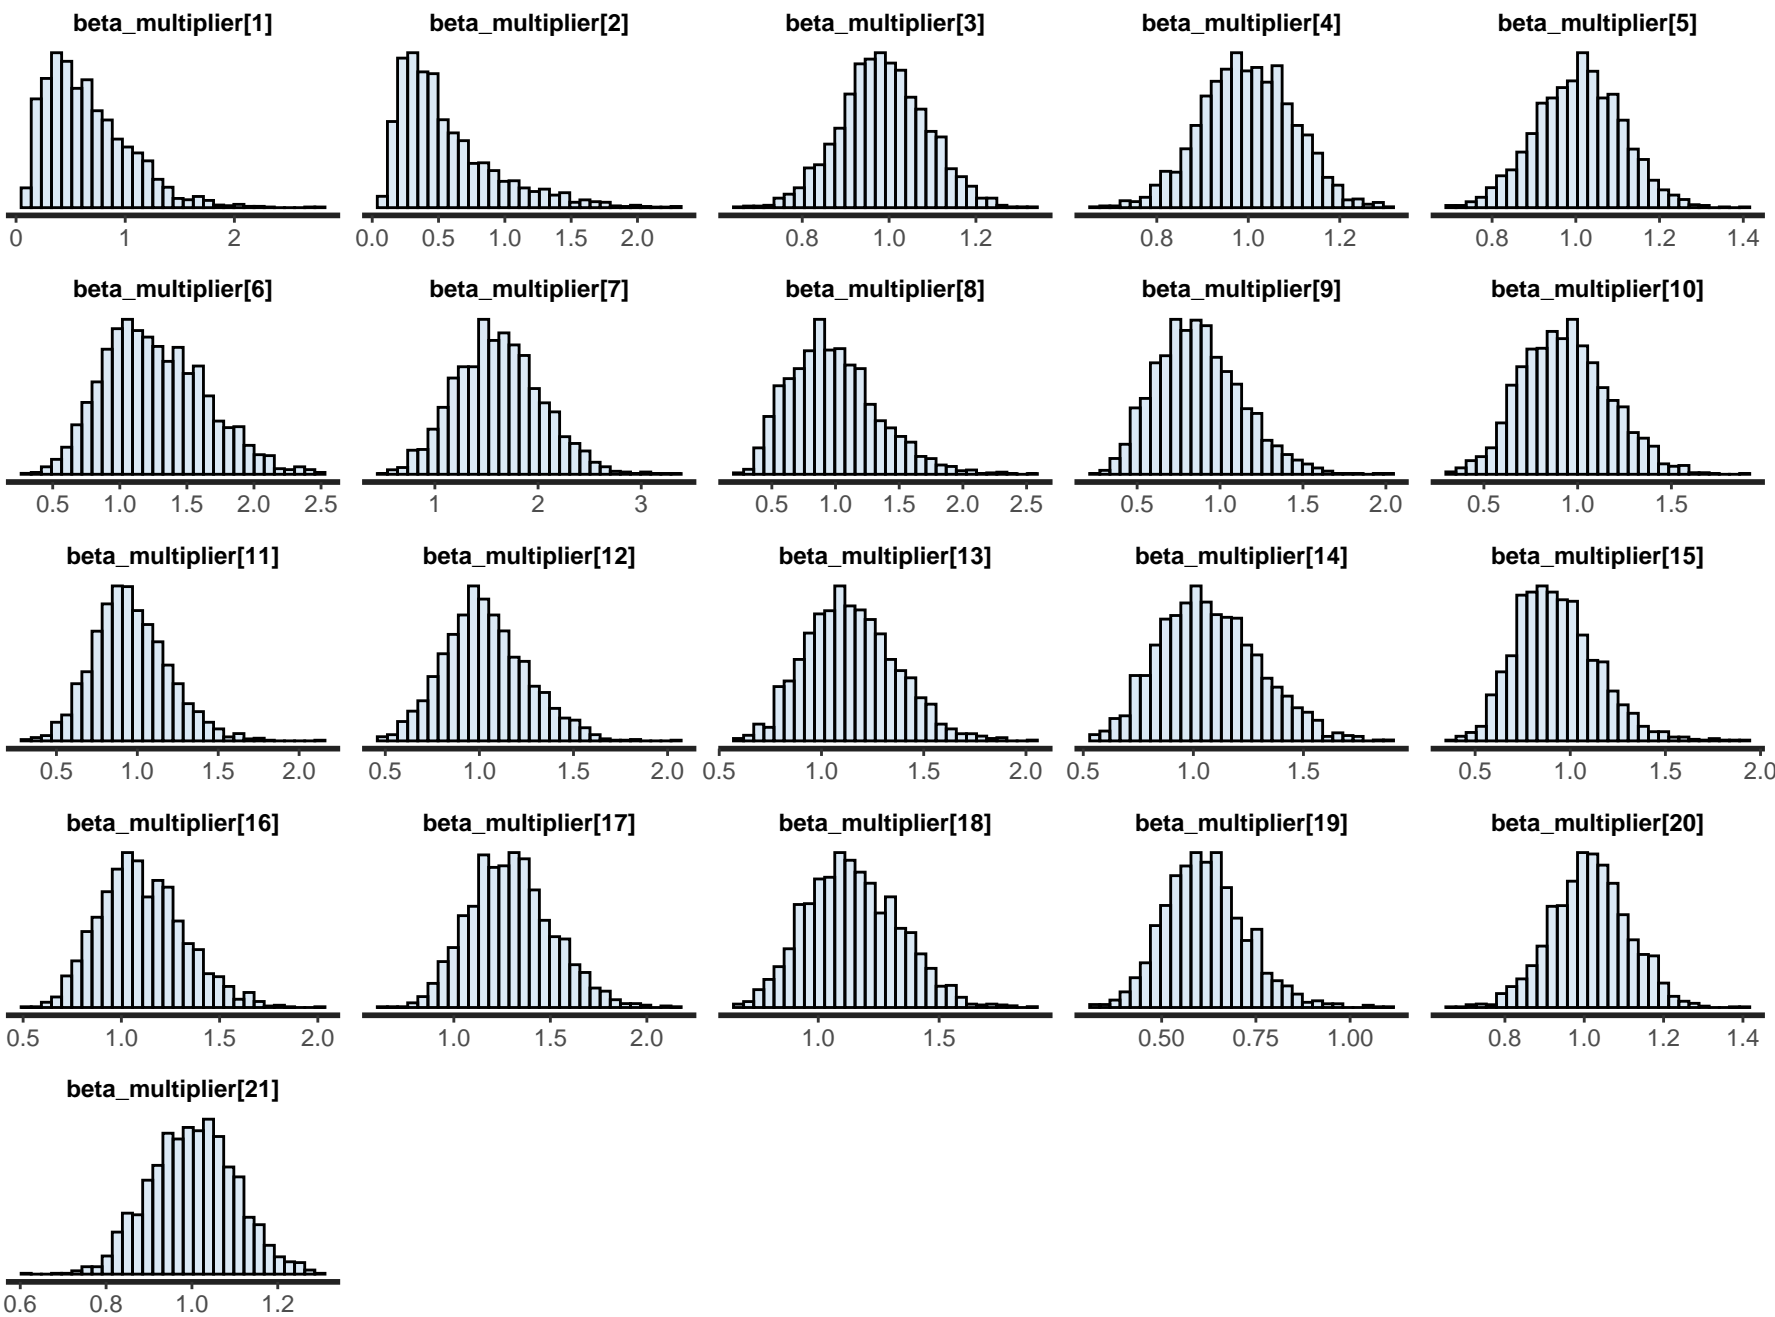 beta_multiplier[1] beta_multiplier[2] beta_multiplier[3] beta_multiplier[4] beta_multiplier[5]
0 1 2 0.0 0.5 1.0 1.5 2.0 0.8 1.0 1.2 0.8 1.0 1.2 0.8 1.0 1.2 1.4
beta_multiplier[6] beta_multiplier[7] beta_multiplier[8] beta_multiplier[9] beta_multiplier[10]
0.5 1.0 1.5 2.0 2.5 1 2 3 0.5 1.0 1.5 2.0 2.5 0.5 1.0 1.5 2.0 0.5 1.0 1.5
beta_multiplier[11] beta_multiplier[12] beta_multiplier[13] beta_multiplier[14] beta_multiplier[15]
0.5 1.0 1.5 2.0 0.5 1.0 1.5 2.0 0.5 1.0 1.5 2.0 0.5 1.0 1.5 0.5 1.0 1.5 2.0
beta_multiplier[16] beta_multiplier[17] beta_multiplier[18] beta_multiplier[19] beta_multiplier[20]
0.5 1.0 1.5 2.0 1.0 1.5 2.0 1.0 1.5 0.50 0.75 1.00 0.8 1.0 1.2 1.4
beta_multiplier[21]
0.6 0.8 1.0 1.2